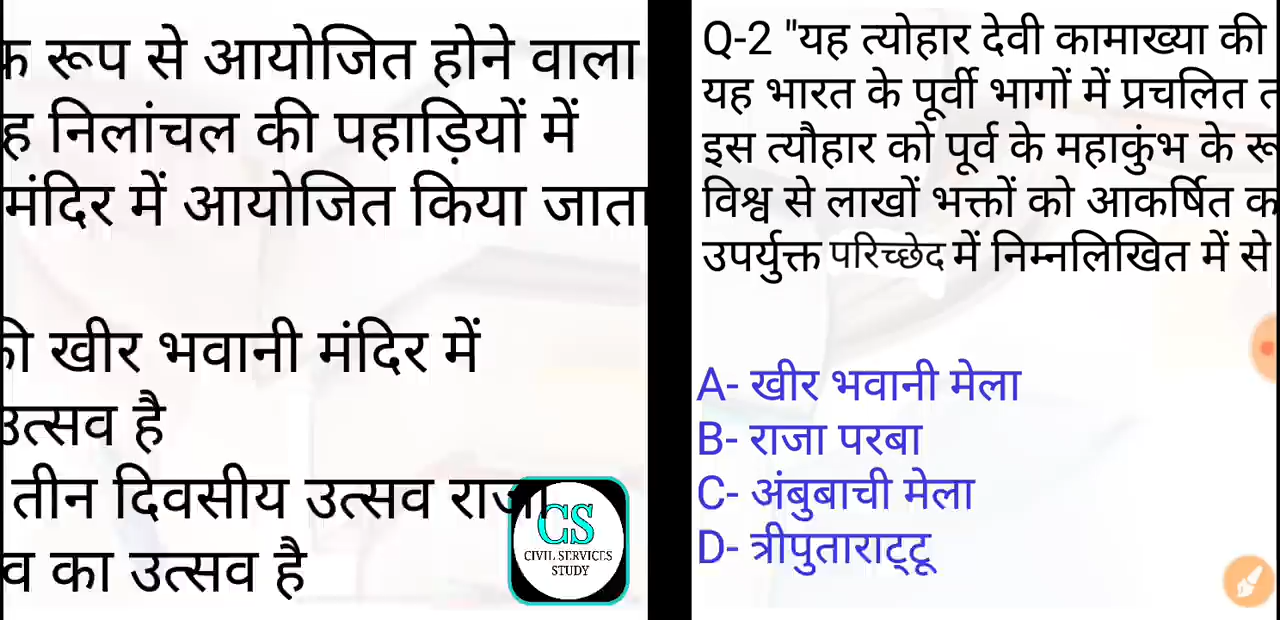 रूप से आयोजित होने वाला
निलांचल की पहाड़ियों में
मंदिर में आयोजित किया जाता
खीर भवानी मंदिर में
उत्सव है
तीन दिवसीय उत्सव राजा
व का उत्सव है
CS
CIVIL SERVICES
STUDY
Q-2 "यह त्योहार देवी कामाख्या की
यह भारत के पूर्वी भागों में प्रचलित
इस त्यौहार को पूर्व के महाकुंभ के
विश्व से लाखों भक्तों को आकर्षित
उपर्युक्त परिच्छेद में निम्नलिखित में से
A- खीर भवानी मेला
B- राजा परबा
C- अंबुबाची मेला
D- त्रीपुताराट्टू